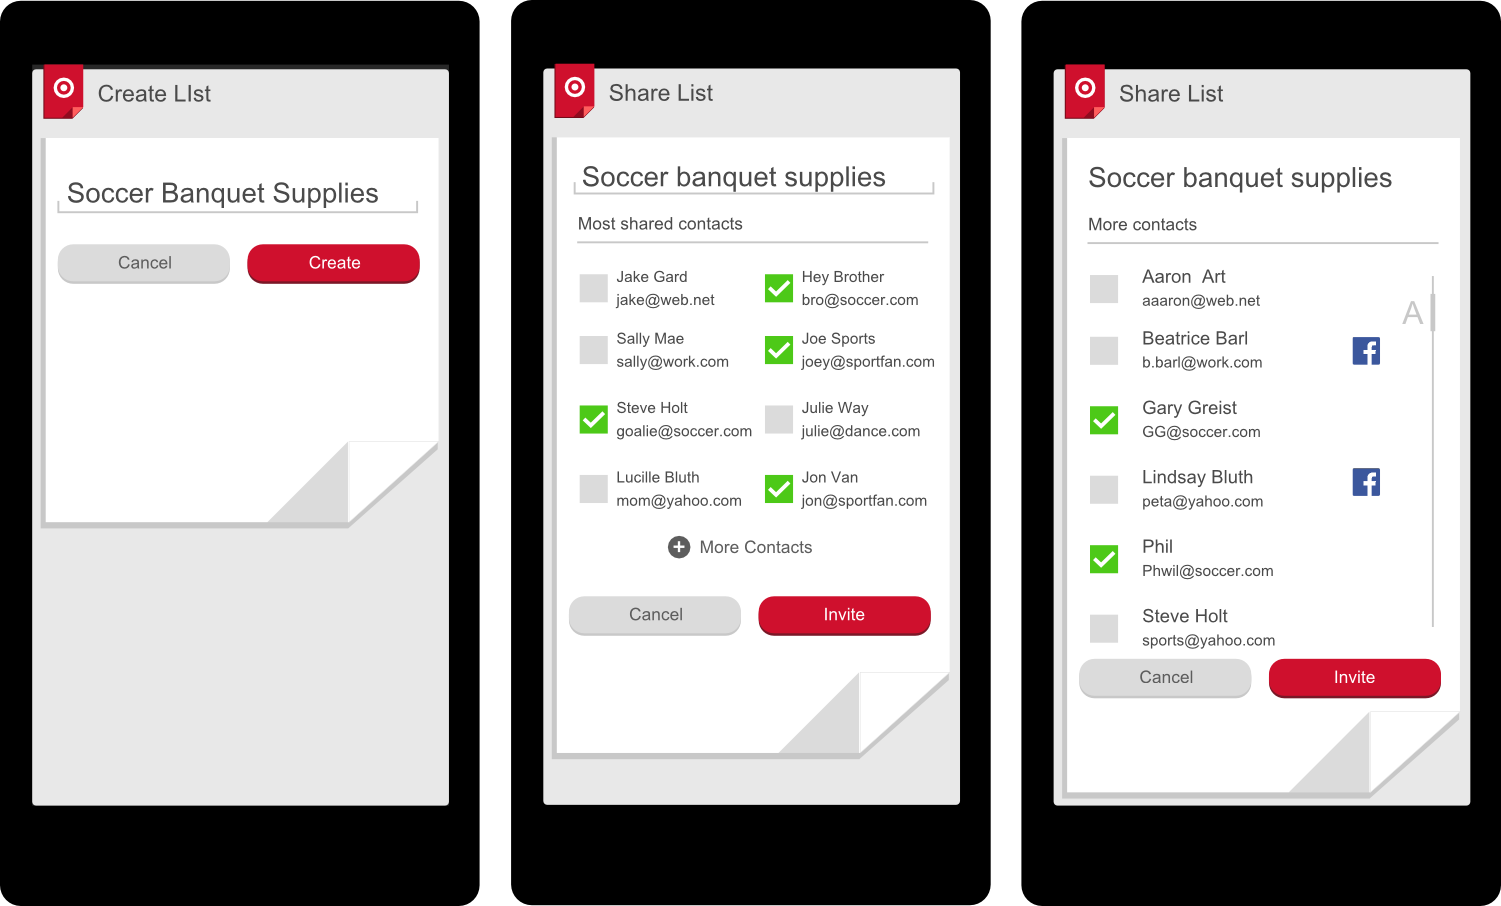 Create LIst
Soccer Banquet Supplies
Cancel
Create
Share List
Soccer banquet supplies
Most shared contacts
Jake Gard
jake@web.net
Hey Brother
bro@soccer.com
Sally Mae
sally@work.com
Joe Sports
joey@sportfan.com
Steve Holt
goalie@soccer.com
Julie Way
julie@dance.com
Lucille Bluth
mom@yahoo.com
Jon Van
jon@sportfan.com
More Contacts
Cancel
Invite
Share List
Soccer banquet supplies
More contacts
Aaron  Art
aaaron@web.net
A
Beatrice Barl
b.barl@work.com
Gary Greist
GG@soccer.com
Lindsay Bluth
peta@yahoo.com
Phil
Phwil@soccer.com
Steve Holt
sports@yahoo.com
Cancel
Invite